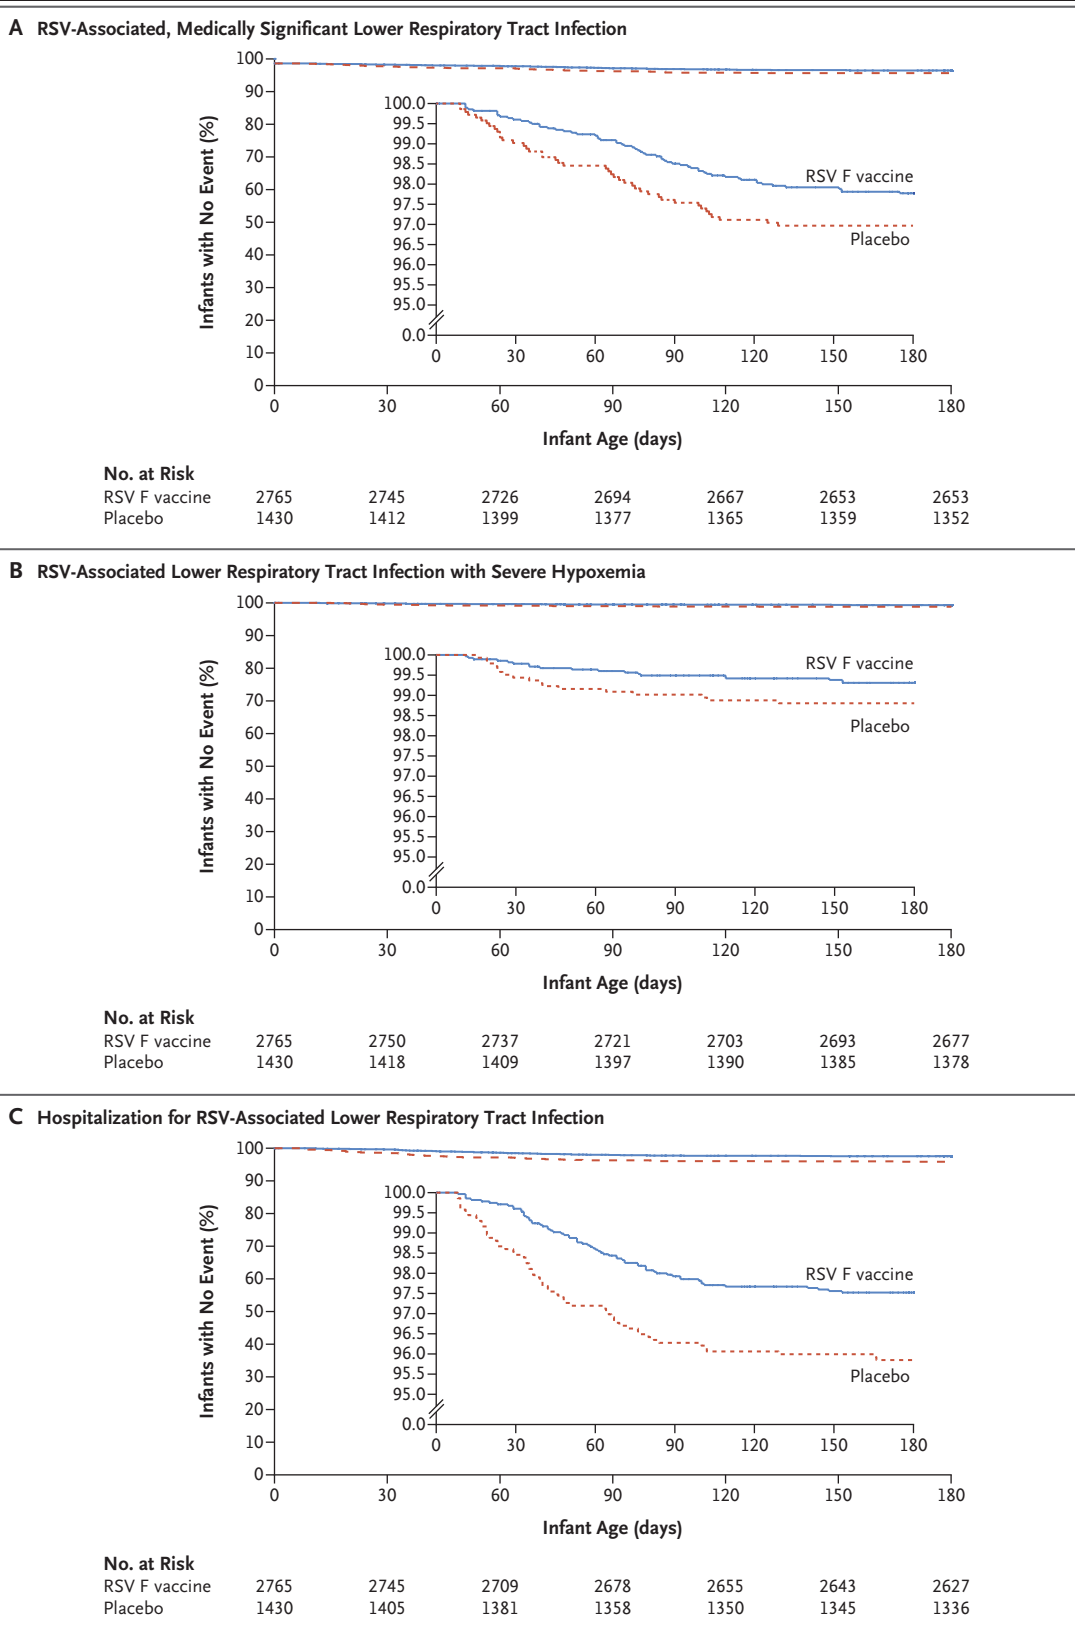 A RSV-Associated, Medically Significant Lower Respiratory Tract Infection
Infants with No Event (%)
100
90
80
70
60
50
40
30
20
10
0
100.0
99.5
99.0
98.5
98.0
97.5
97.0
96.5
96.0
95.5
95.0
0.0
RSV F vaccine
Placebo
0 30 60 90 120 150 180
0 30 60 90 120 150 180
Infant Age (days)
No. at Risk
RSV F vaccine 2765 2745 2726 2694 2667 2653 2653
Placebo 1430 1412 1399 1377 1365 1359 1352
B RSV-Associated Lower Respiratory Tract Infection with Severe Hypoxemia
Infants with No Event (%)
100
90
80
70
60
50
40
30
20
10
0
100.0
99.5
99.0
98.5
98.0
97.5
97.0
96.5
96.0
95.5
95.0
0.0
RSV F vaccine
Placebo
0 30 60 90 120 150 180
0 30 60 90 120 150 180
Infant Age (days)
No. at Risk
RSV F vaccine 2765 2750 2737 2721 2703 2693 2677
Placebo 1430 1418 1409 1397 1390 1385 1378
C Hospitalization for RSV-Associated Lower Respiratory Tract Infection
Infants with No Event (%)
100
90
80
70
60
50
40
30
20
10
0
100.0
99.5
99.0
98.5
98.0
97.5
97.0
96.5
96.0
95.5
95.0
0.0
RSV F vaccine
Placebo
0 30 60 90 120 150 180
0 30 60 90 120 150 180
Infant Age (days)
No. at Risk
RSV F vaccine 2765 2745 2709 2678 2655 2643 2627
Placebo 1430 1405 1381 1358 1350 1345 1336